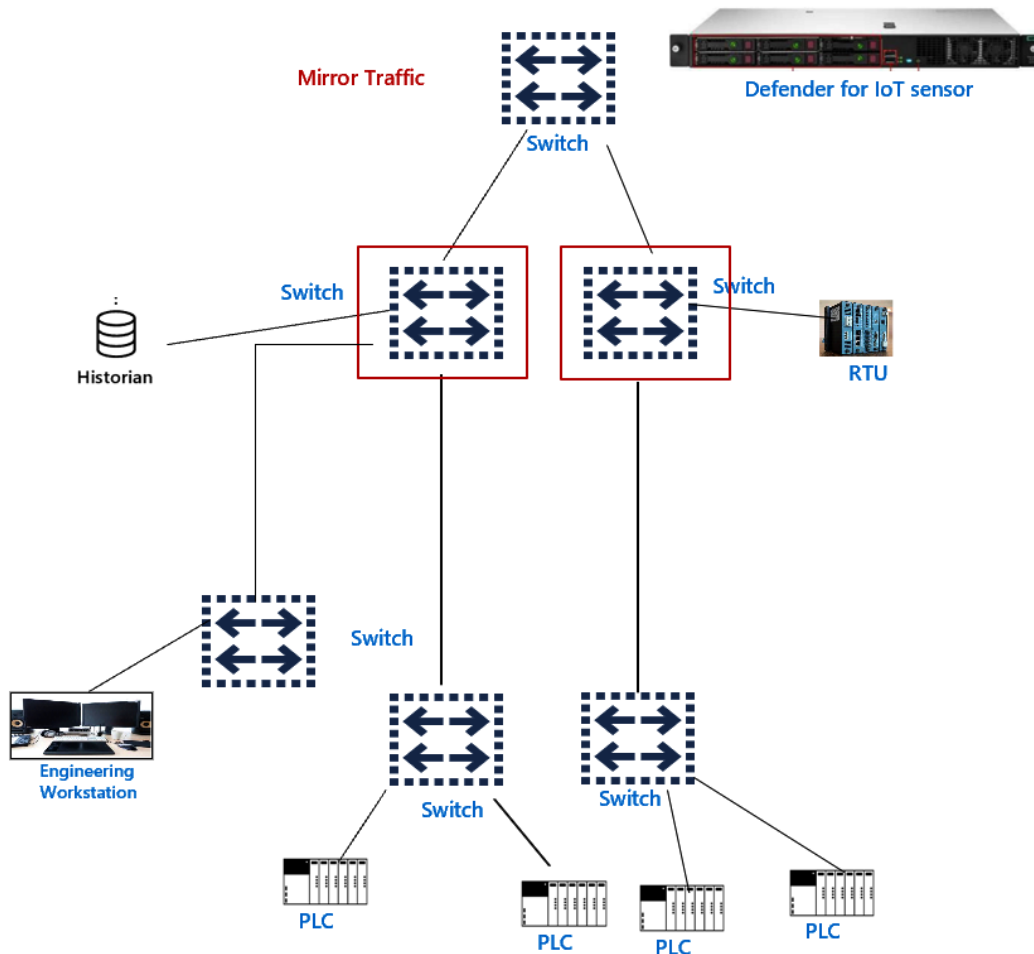 Mirror Traffic
Defender for IoT sensor
Switch
Switch
Switch
:
Historian
RTU
Switch
Engineering
Workstation
Switch
Switch
PLC
PLC
PLC
PLC